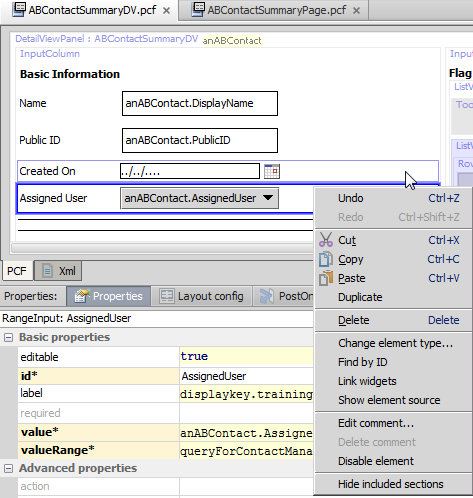 ABContactSummaryDV.pcf ABContactSummaryPage.pcf
DetailViewPanel : ABContactSummaryDV anABContact
InputColumn
Basic Information
Name anABContact.DisplayName
Public ID anABContact.PublicID
Created On ../../....
Assigned User anABContact.AssignedUser
Input
Flag
ListV
Too
ListV
Row
PCF Xml
Properties: Properties Layout config PostOn
RangeInput: AssignedUser
Basic properties
editable true
id* AssignedUser
label displaykey.training
required
value* anABContact.Assigne
valueRange* queryForContactMana
Advanced properties
action
Undo Ctrl+Z
Redo Ctrl+Shift+Z
Cut Ctrl+X
Copy Ctrl+C
Paste Ctrl+V
Duplicate
Delete Delete
Change element type...
Find by ID
Link widgets
Show element source
Edit comment...
Delete comment
Disable element
Hide included sections